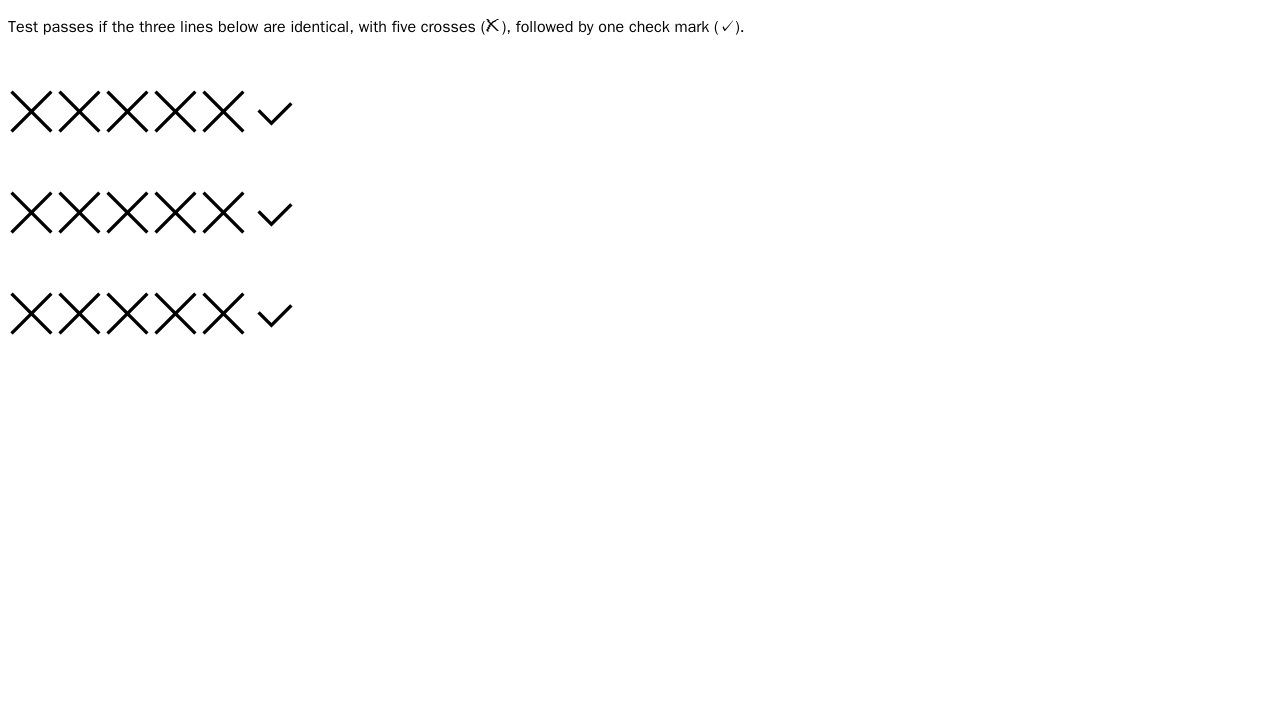 Test passes if the three lines below are identical, with five crosses (☓), followed by one check mark (✓).
☓☓☓☓☓✓
☓☓☓☓☓✓
☓☓☓☓☓✓